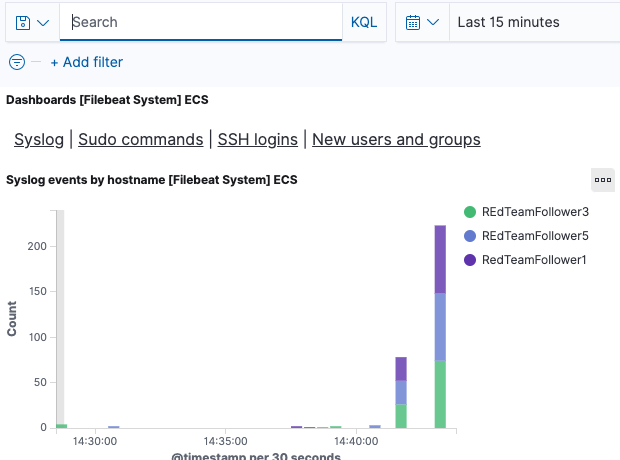 Search
KQL
Last 15 minutes
+ Add filter
Dashboards [Filebeat System] ECS
Syslog | Sudo commands | SSH logins | New users and groups
Syslog events by hostname [Filebeat System] ECS
REdTeamFollower3
REdTeamFollower5
RedTeamFollower1
200
150
100
50
0
Count
14:30:00
14:35:00
14:40:00
@timestamp per 30 seconds